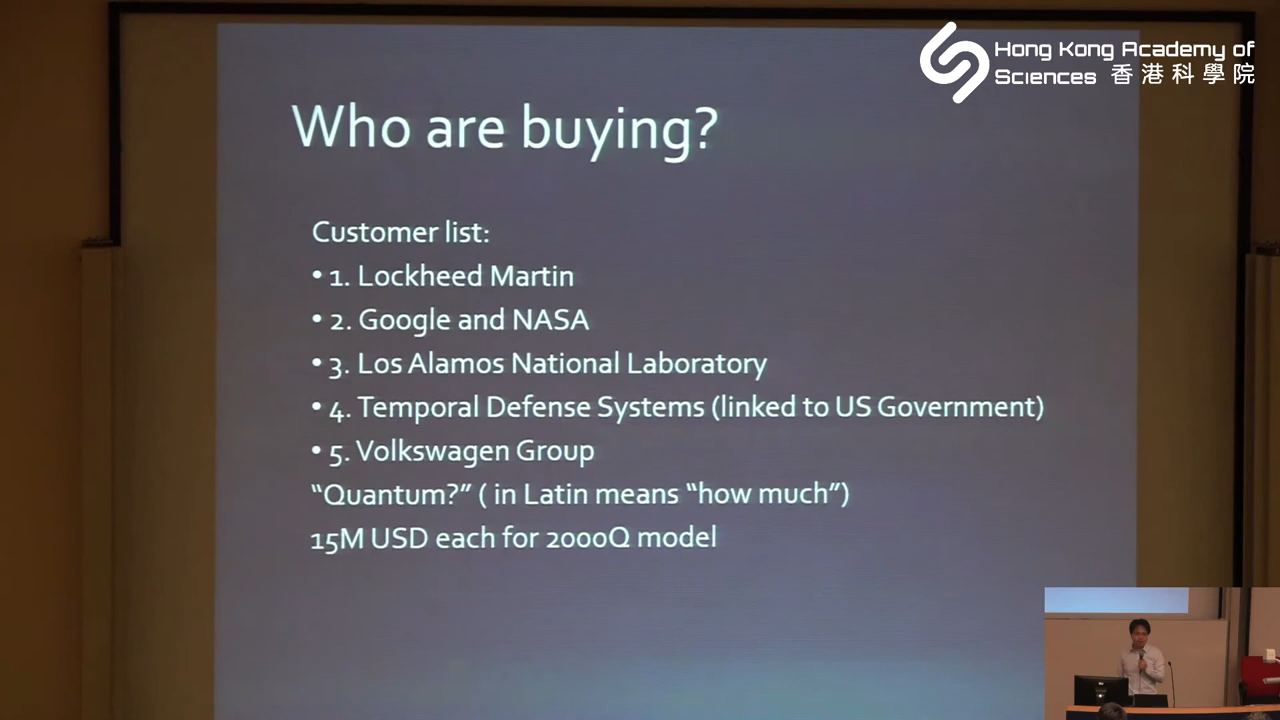 Hong Kong Academy of
Sciences 香港科學院
Who are buying?
Customer list:
• 1. Lockheed Martin
• 2. Google and NASA
• 3. Los Alamos National Laboratory
• 4. Temporal Defense Systems (linked to US Government)
• 5. Volkswagen Group
“Quantum?” ( in Latin means “how much”)
15M USD each for 2000Q model